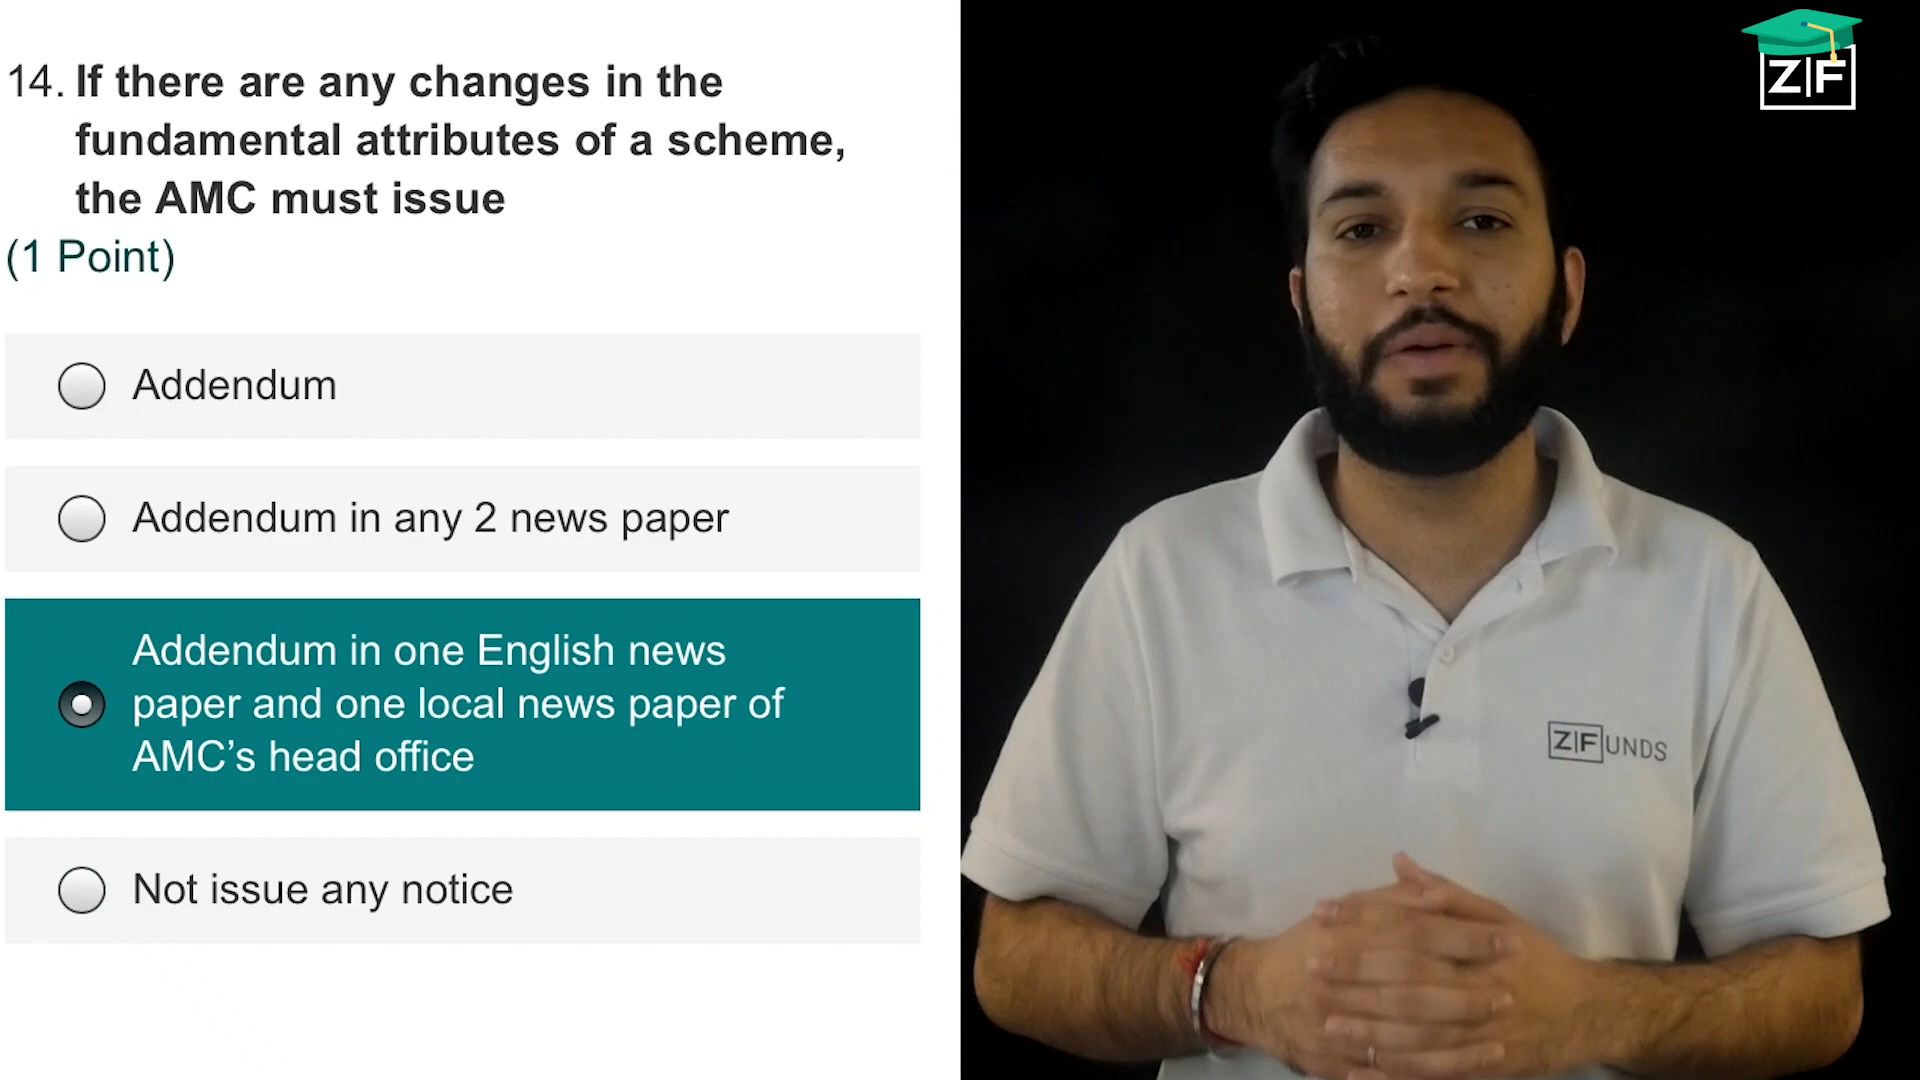 14. If there are any changes in the
fundamental attributes of a scheme,
the AMC must issue
(1 Point)
Addendum
Addendum in any 2 news paper
Addendum in one English news
paper and one local news paper of
AMC’s head office
Not issue any notice
Z|F
Z|FUNDS